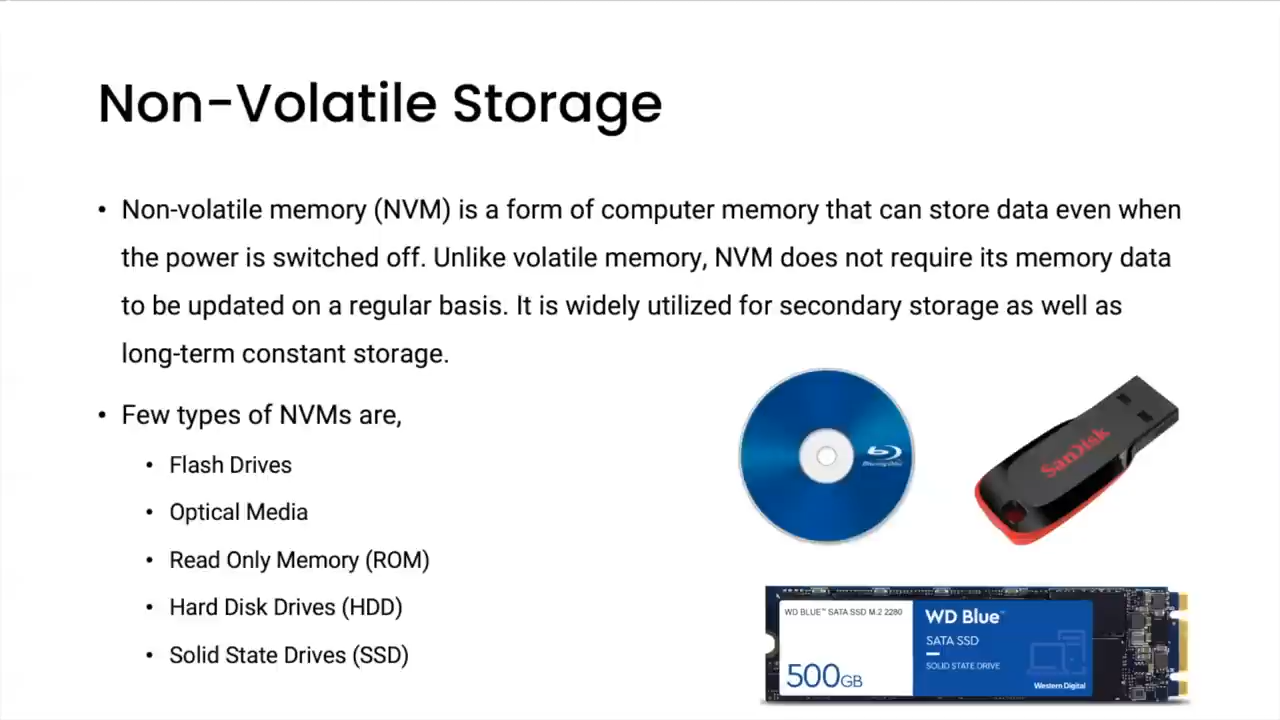 Non-Volatile Storage
• Non-volatile memory (NVM) is a form of computer memory that can store data even when
the power is switched off. Unlike volatile memory, NVM does not require its memory data
to be updated on a regular basis. It is widely utilized for secondary storage as well as
long-term constant storage.
• Few types of NVMs are,
• Flash Drives
• Optical Media
• Read Only Memory (ROM)
• Hard Disk Drives (HDD)
• Solid State Drives (SSD)
Blu-ray Disc
SanDisk
WD BLUE™ SATA SSD M.2 2280
500GB
WD Blue™
SATA SSD
SOLID STATE DRIVE
Western Digital